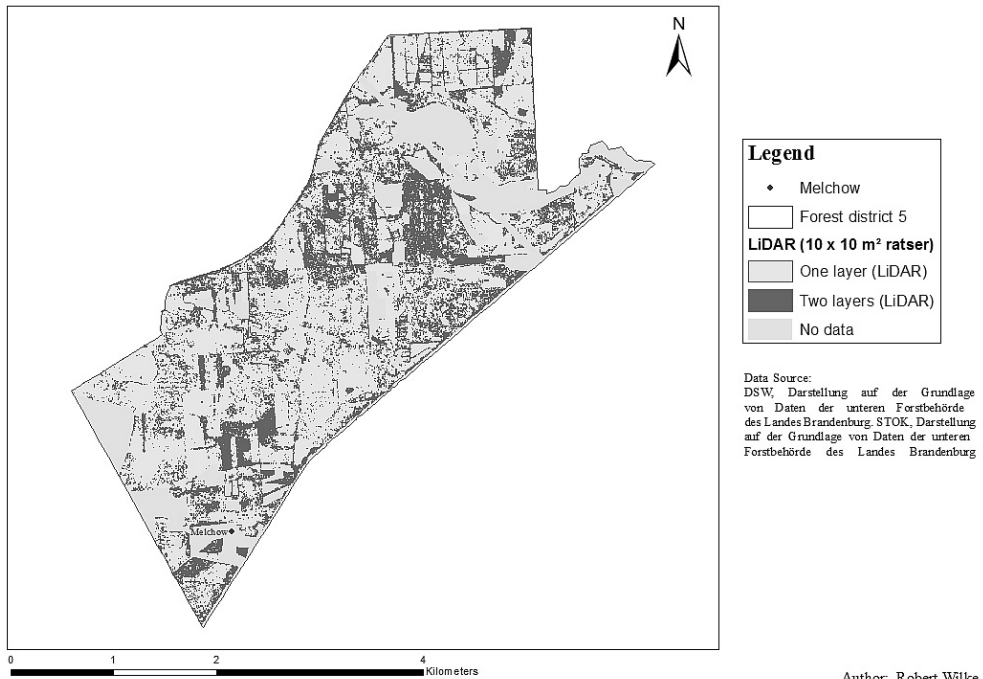 N
Melchow
0 1 2 4
Kilometers
Legend
Melchow
Forest district 5
LiDAR (10 x 10 m² ratser)
One layer (LiDAR)
Two layers (LiDAR)
No data
Data Source:
DSW, Darstellung auf der Grundlage
von Daten der unteren Forstbehörde
des Landes Brandenburg. STOK, Darstellung
auf der Grundlage von Daten der unteren
Forstbehörde des Landes Brandenburg
Author: Robert Wilke